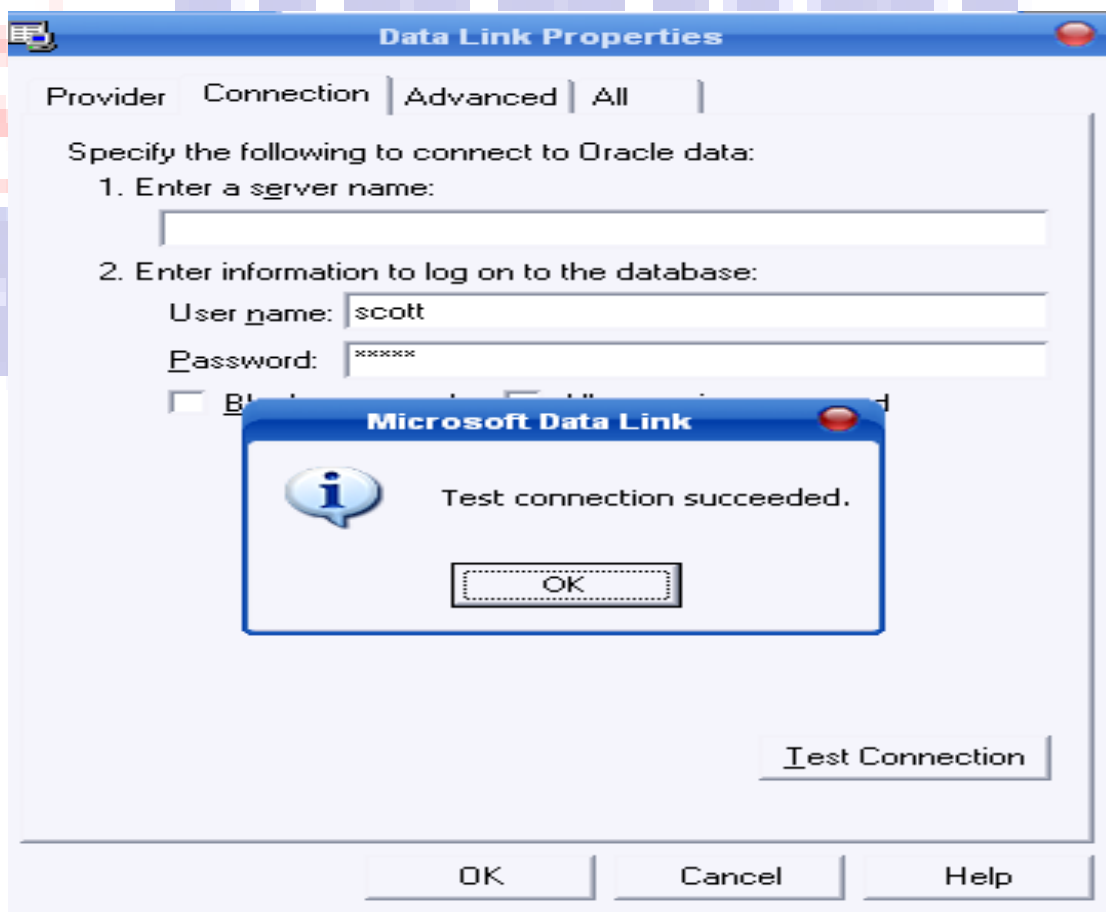 Data Link Properties
Provider Connection Advanced All
Specify the following to connect to Oracle data:
1. Enter a server name:
2. Enter information to log on to the database:
User name: scott
Password: *****
Microsoft Data Link
Test connection succeeded.
OK
Test Connection
OK Cancel Help